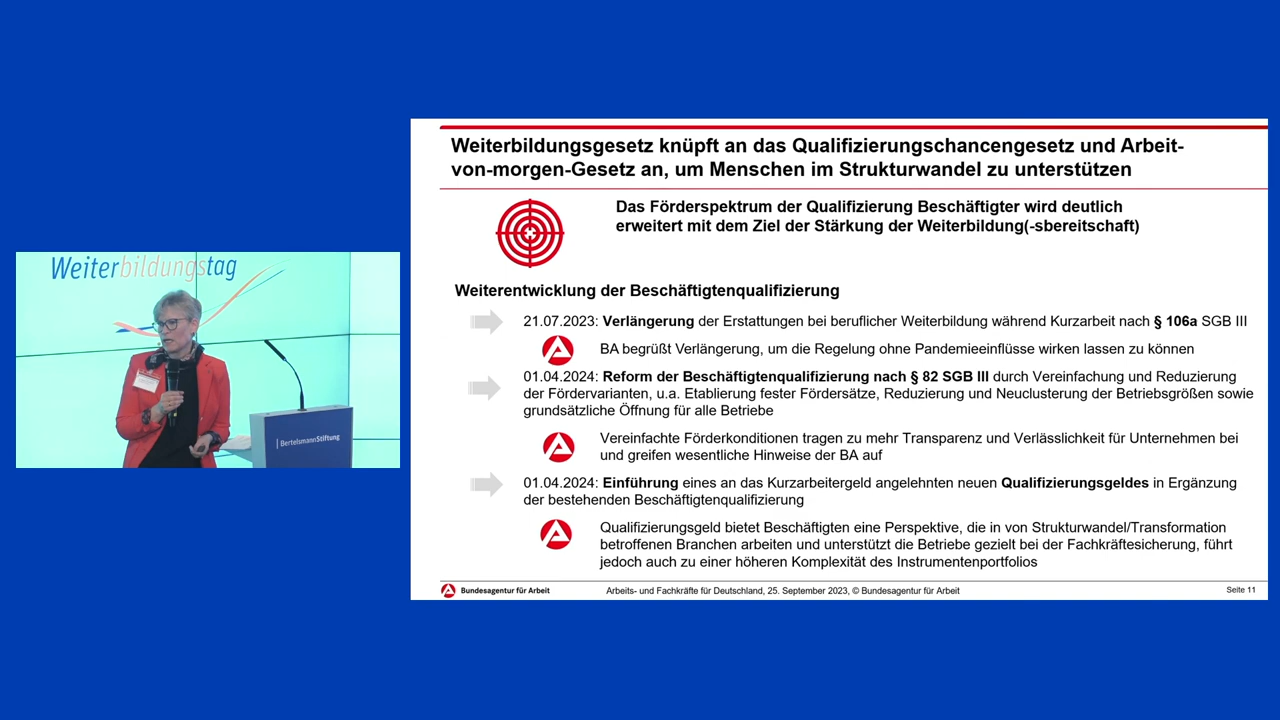 Weiterbildungstag
BertelsmannStiftung
Weiterbildungsgesetz knüpft an das Qualifizierungschancengesetz und Arbeit-
von-morgen-Gesetz an, um Menschen im Strukturwandel zu unterstützen
Das Förderspektrum der Qualifizierung Beschäftigter wird deutlich
erweitert mit dem Ziel der Stärkung der Weiterbildung(-sbereitschaft)
Weiterentwicklung der Beschäftigtenqualifizierung
21.07.2023: Verlängerung der Erstattungen bei beruflicher Weiterbildung während Kurzarbeit nach § 106a SGB III
BA begrüßt Verlängerung, um die Regelung ohne Pandemieeinflüsse wirken lassen zu können
01.04.2024: Reform der Beschäftigtenqualifizierung nach § 82 SGB III durch Vereinfachung und Reduzierung
der Fördervarianten, u.a. Etablierung fester Fördersätze, Reduzierung und Neuclusterung der Betriebsgrößen sowie
grundsätzliche Öffnung für alle Betriebe
Vereinfachte Förderkonditionen tragen zu mehr Transparenz und Verlässlichkeit für Unternehmen bei
und greifen wesentliche Hinweise der BA auf
01.04.2024: Einführung eines an das Kurzarbeitergeld angelehnten neuen Qualifizierungsgeldes in Ergänzung
der bestehenden Beschäftigtenqualifizierung
Qualifizierungsgeld bietet Beschäftigten eine Perspektive, die in von Strukturwandel/Transformation
betroffenen Branchen arbeiten und unterstützt die Betriebe gezielt bei der Fachkräftesicherung, führt
jedoch auch zu einer höheren Komplexität des Instrumentenportfolios
Bundesagentur für Arbeit
Arbeits- und Fachkräfte für Deutschland, 25. September 2023, © Bundesagentur für Arbeit
Seite 11